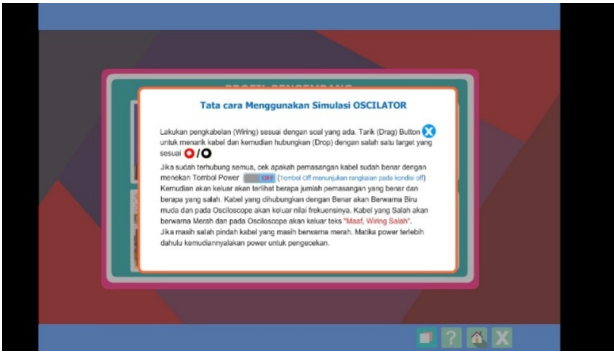 Tata cara Menggunakan Simulasi OSCILATOR
Lakukan pengkabelan (Wiring) sesuai dengan soal yang ada. Tarik (Drag) Button X
untuk menarik kabel dan kemudian hubungkan (Drop) dengan salah satu target yang
sesuai O /O
Jika sudah terhubung semua, cek apakah pemasangan kabel sudah benar dengan
menekan Tombol Power OFF (Tombol Off menunjukan rangkaian pada kondisi off)
Kemudian akan keluar akan terlihat berapa jumlah pemasangan yang benar dan
berapa yang salah. Kabel yang dihubungkan dengan Benar akan Berwarna Biru
muda dan pada Osciloscope akan keluar nilai frekuensinya. Kabel yang Salah akan
berwarna Merah dan pada Osciloscope akan keluar teks "Maaf, Wiring Salah".
Jika masih salah pindah kabel yang masih berwarna merah. Matika power terlebih
dahulu kemudiannyalakan power untuk pengecekan.
? X